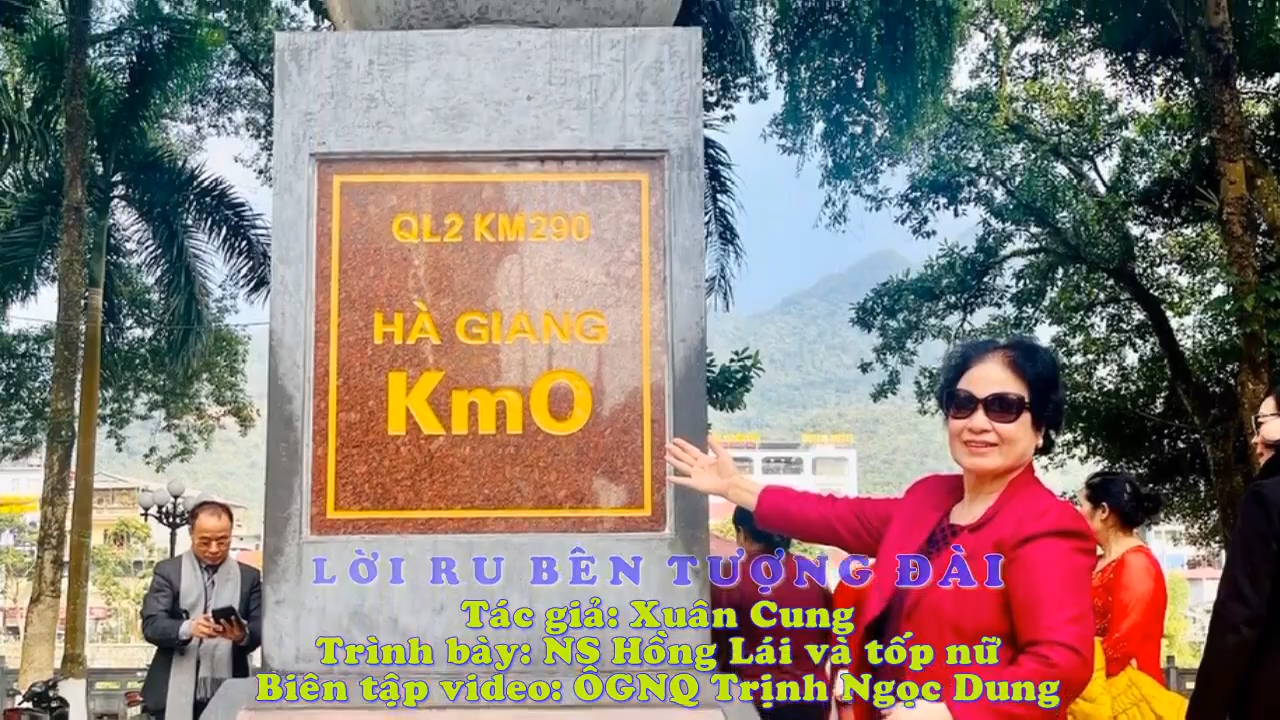 QL2 KM290
HÀ GIANG
Km0
LỜI RU BÊN TƯỢNG ĐÀI
Tác giả: Xuân Cung
Trình bày: NS Hồng Lái và tốp nữ
Biên tập video: ÔGNQ Trịnh Ngọc Dung